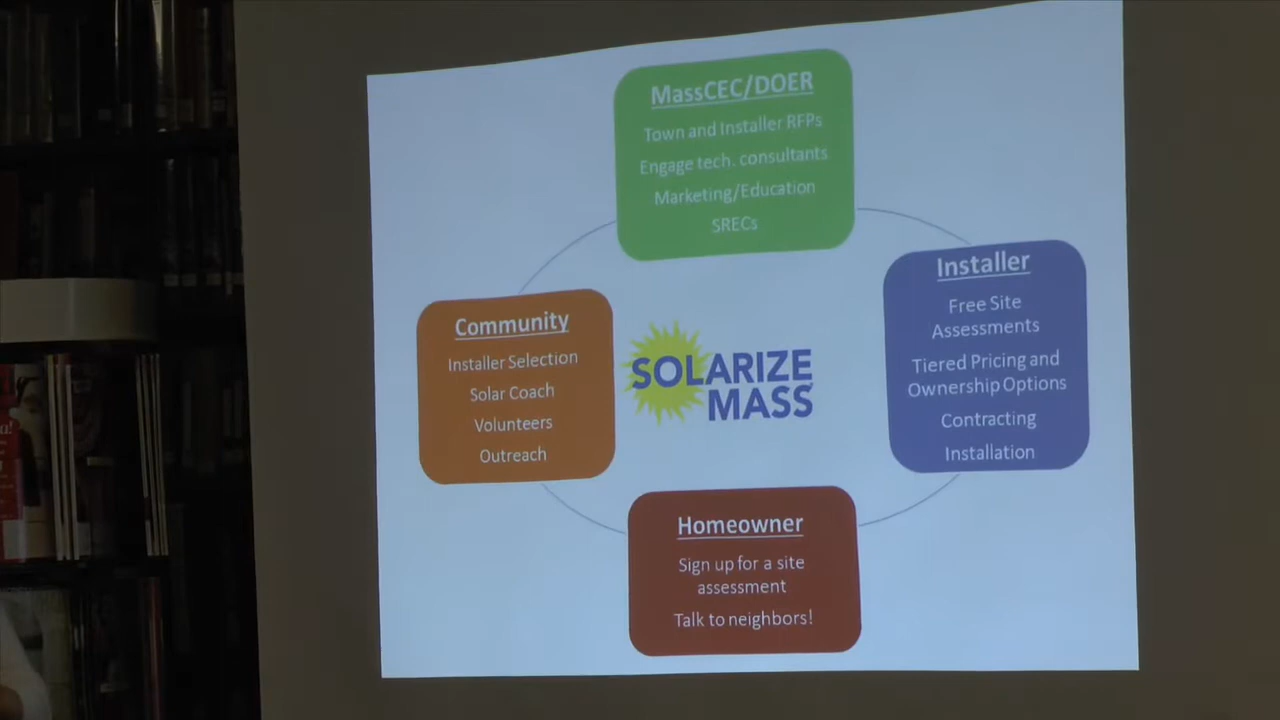 MassCEC/DOER
Town and Installer RFPs
Engage tech. consultants
Marketing/Education
SRECs
Installer
Free Site
Assessments
Tiered Pricing and
Ownership Options
Contracting
Installation
Community
Installer Selection
Solar Coach
Volunteers
Outreach
SOLARIZE
MASS
Homeowner
Sign up for a site
assessment
Talk to neighbors!